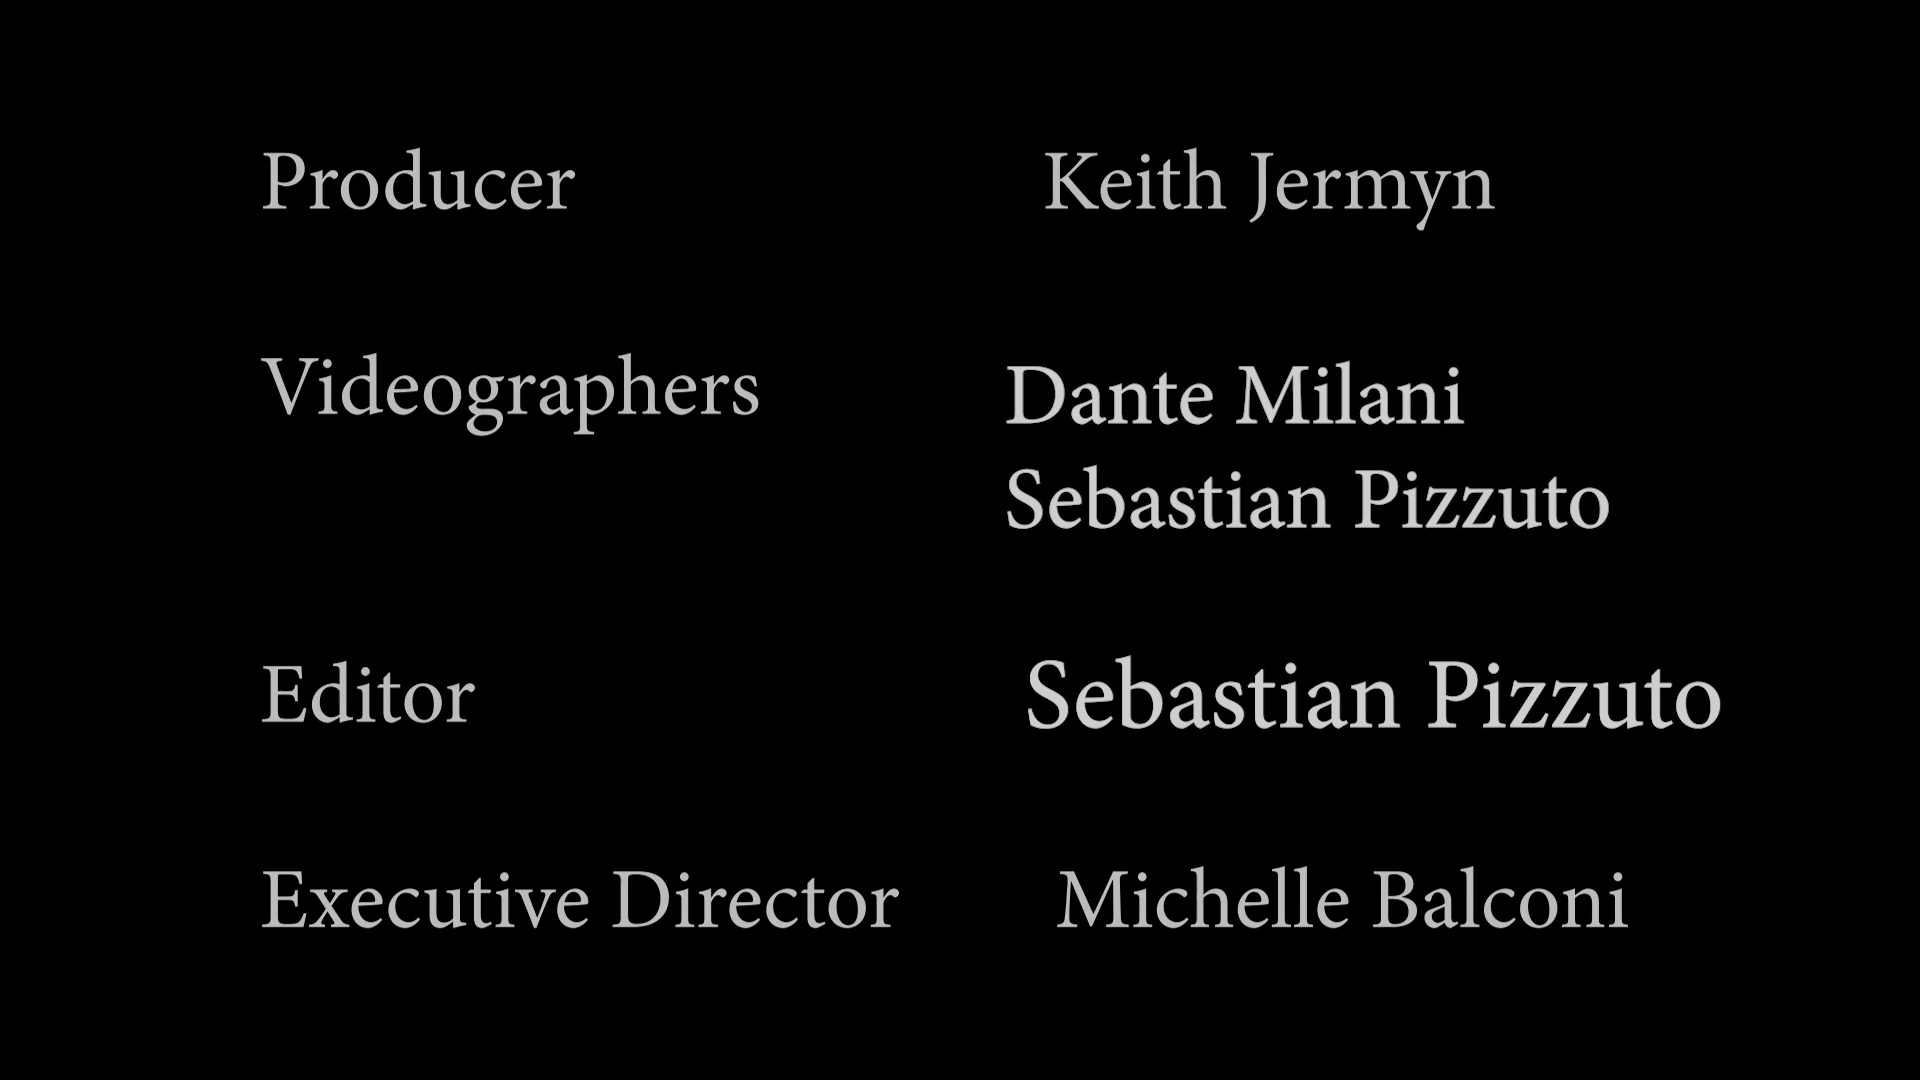 Producer Keith Jermyn
Videographers Dante Milani
Sebastian Pizzuto
Editor Sebastian Pizzuto
Executive Director Michelle Balconi